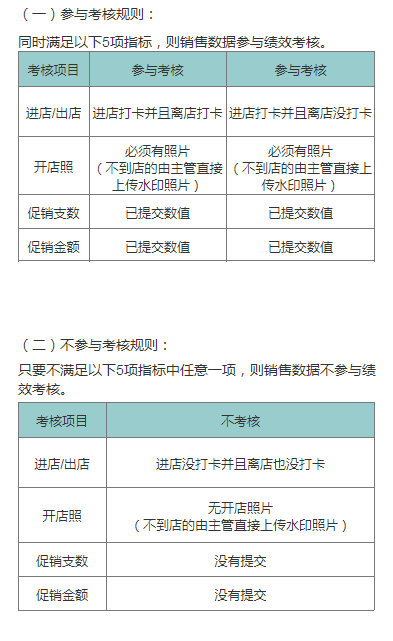 （一）参与考核规则：
同时满足以下5项指标，则销售数据参与绩效考核。
考核项目 参与考核 参与考核
进店/出店 进店打卡并且离店打卡 进店打卡并且离店没打卡
开店照 必须有照片（不到店的由主管直接上传水印照片） 必须有照片（不到店的由主管直接上传水印照片）
促销支数 已提交数值 已提交数值
促销金额 已提交数值 已提交数值
（二）不参与考核规则：
只要不满足以下5项指标中任意一项，则销售数据不参与绩
效考核。
考核项目 不考核
进店/出店 进店没打卡并且离店也没打卡
开店照 无开店照片
（不到店的由主管直接上传水印照片）
促销支数 没有提交
促销金额 没有提交